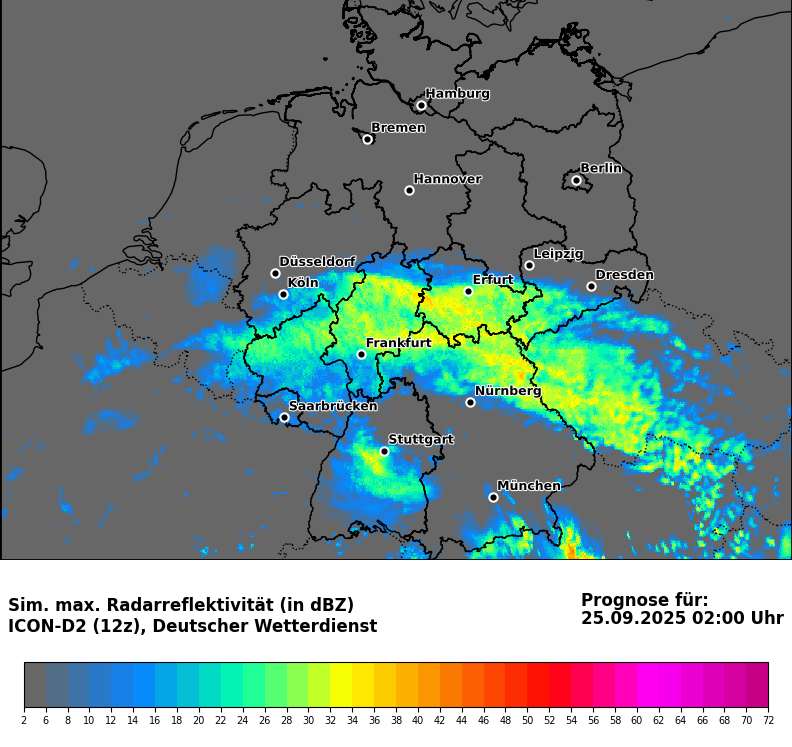 Hamburg
Bremen
Berlin
Hannover
Leipzig
Düsseldorf
Dresden
Köln
Erfurt
Frankfurt
Nürnberg
Saarbrücken
Stuttgart
München
Sim. max. Radarreflektivität (in dBZ)
ICON-D2 (12z), Deutscher Wetterdienst
Prognose für:
25.09.2025 02:00 Uhr
2 6 8 10 12 14 16 18 20 22 24 26 28 30 32 34 36 38 40 42 44 46 48 50 52 54 56 58 60 62 64 66 68 70 72